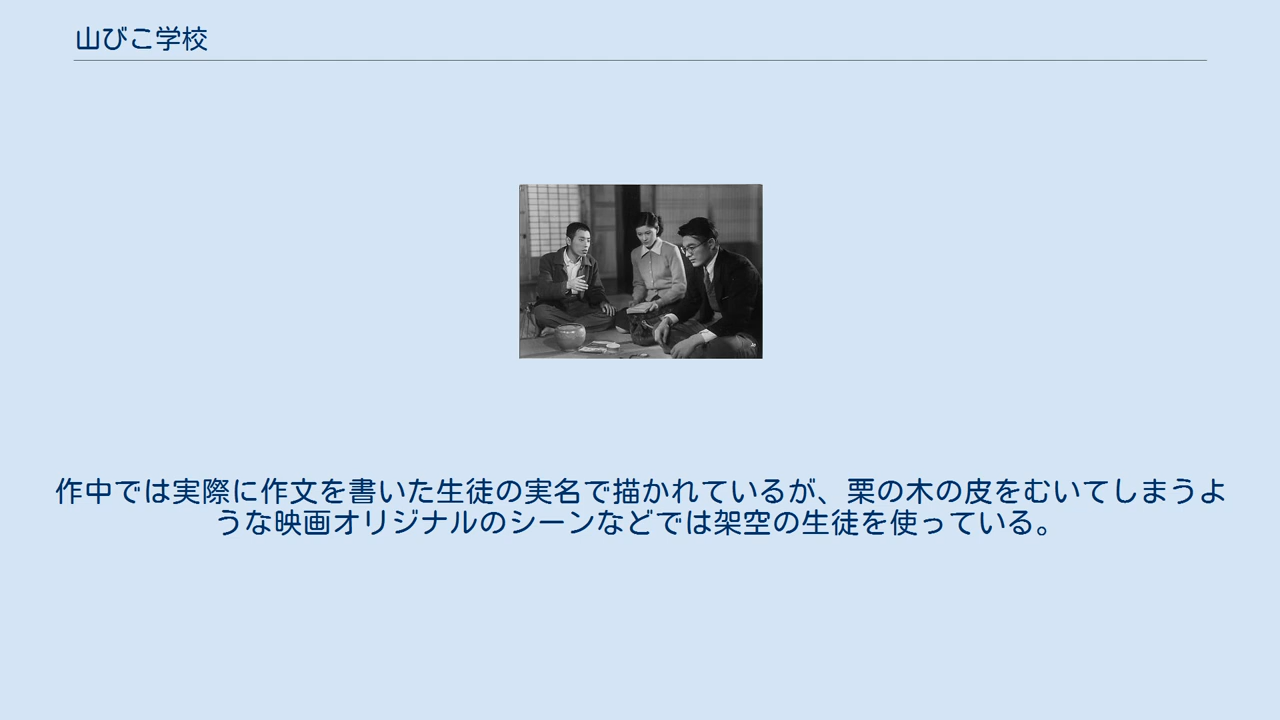 山びこ学校
作中では実際に作文を書いた生徒の実名で描かれているが、栗の木の皮をむいてしまうよ
うな映画オリジナルのシーンなどでは架空の生徒を使っている。